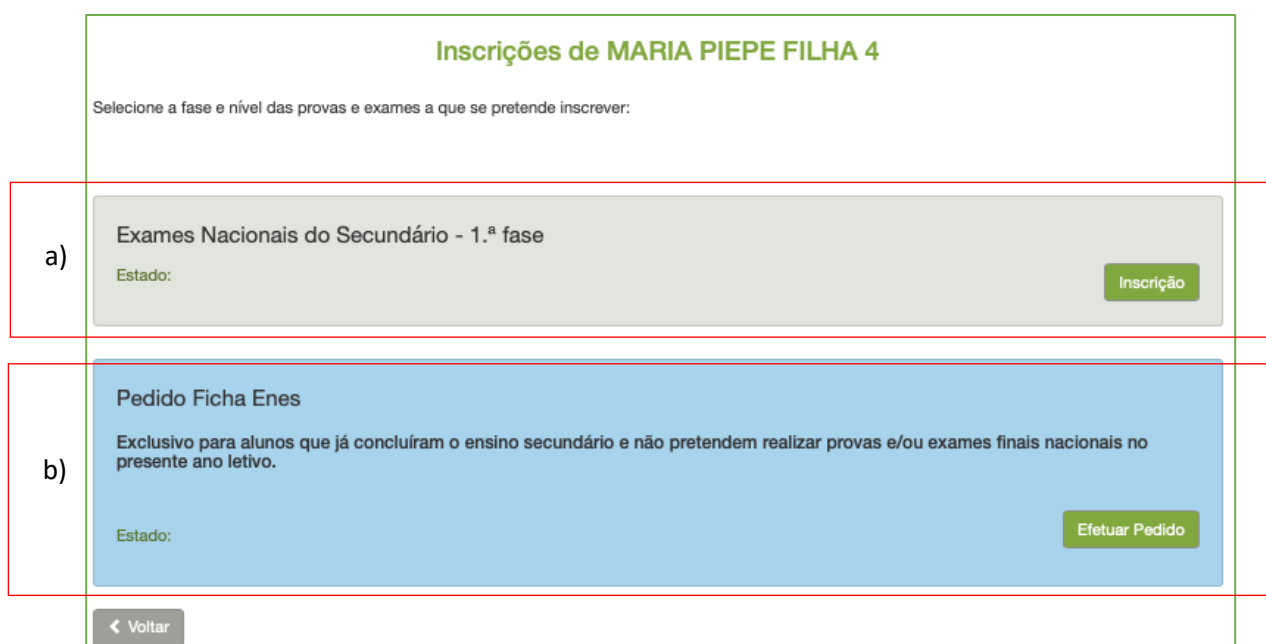 Inscrições de MARIA PIEPE FILHA 4
Selecione a fase e nível das provas e exames a que se pretende inscrever:
a)
Exames Nacionais do Secundário - 1.ª fase
Estado:
Inscrição
b)
Pedido Ficha Enes
Exclusivo para alunos que já concluíram o ensino secundário e não pretendem realizar provas e/ou exames finais nacionais no
presente ano letivo.
Estado:
Efetuar Pedido
Voltar